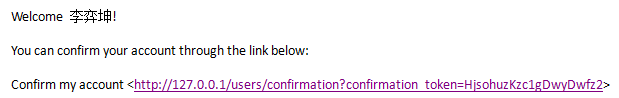 Welcome 李弈坤!
You can confirm your account through the link below:
Confirm my account <http://127.0.0.1/users/confirmation?confirmation_token=HjsohuzKzc1gDwyDwfz2>